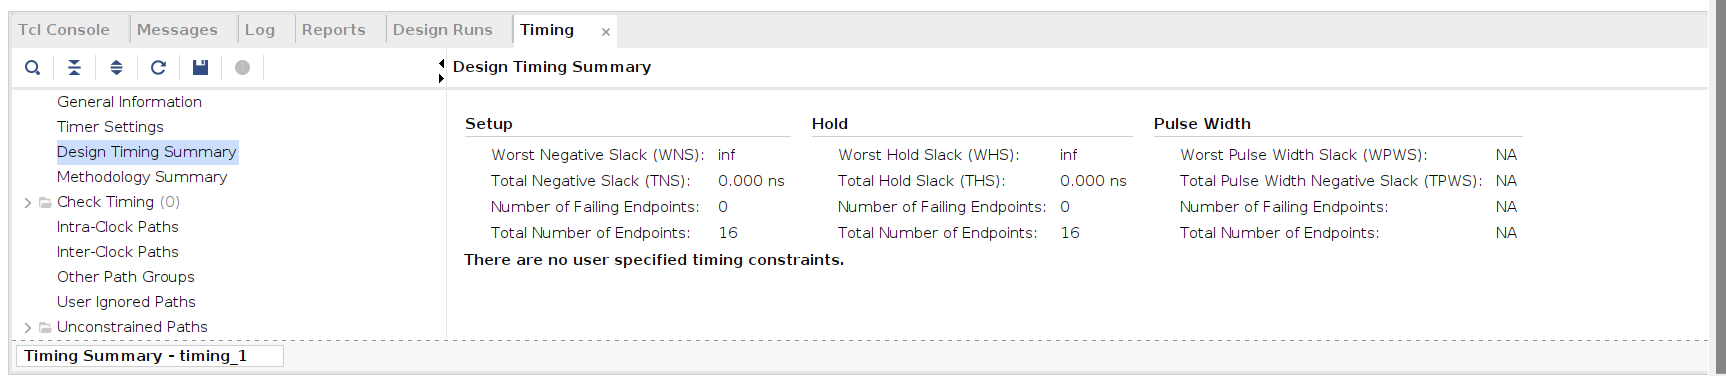 Tcl Console Messages Log Reports Design Runs Timing ×
Design Timing Summary
General Information
Timer Settings
Design Timing Summary
Methodology Summary
Check Timing (0)
Intra-Clock Paths
Inter-Clock Paths
Other Path Groups
User Ignored Paths
Unconstrained Paths
Setup Hold Pulse Width
Worst Negative Slack (WNS): inf Worst Hold Slack (WHS): inf Worst Pulse Width Slack (WPWS): NA
Total Negative Slack (TNS): 0.000 ns Total Hold Slack (THS): 0.000 ns Total Pulse Width Negative Slack (TPWS): NA
Number of Failing Endpoints: 0 Number of Failing Endpoints: 0 Number of Failing Endpoints: NA
Total Number of Endpoints: 16 Total Number of Endpoints: 16 Total Number of Endpoints: NA
There are no user specified timing constraints.
Timing Summary - timing_1